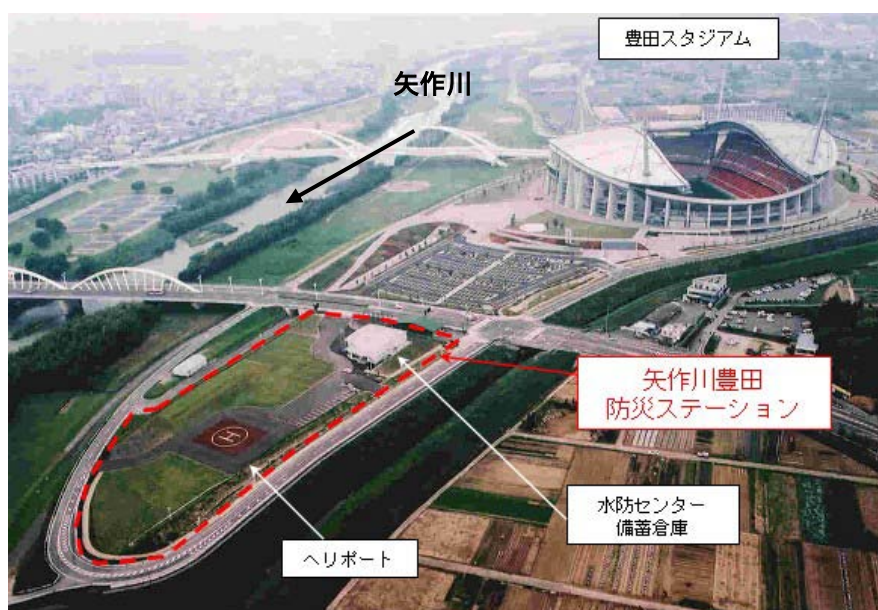 豊田スタジアム
矢作川
矢作川豊田
防災ステーション
水防センター
備蓄倉庫
ヘリポート
H